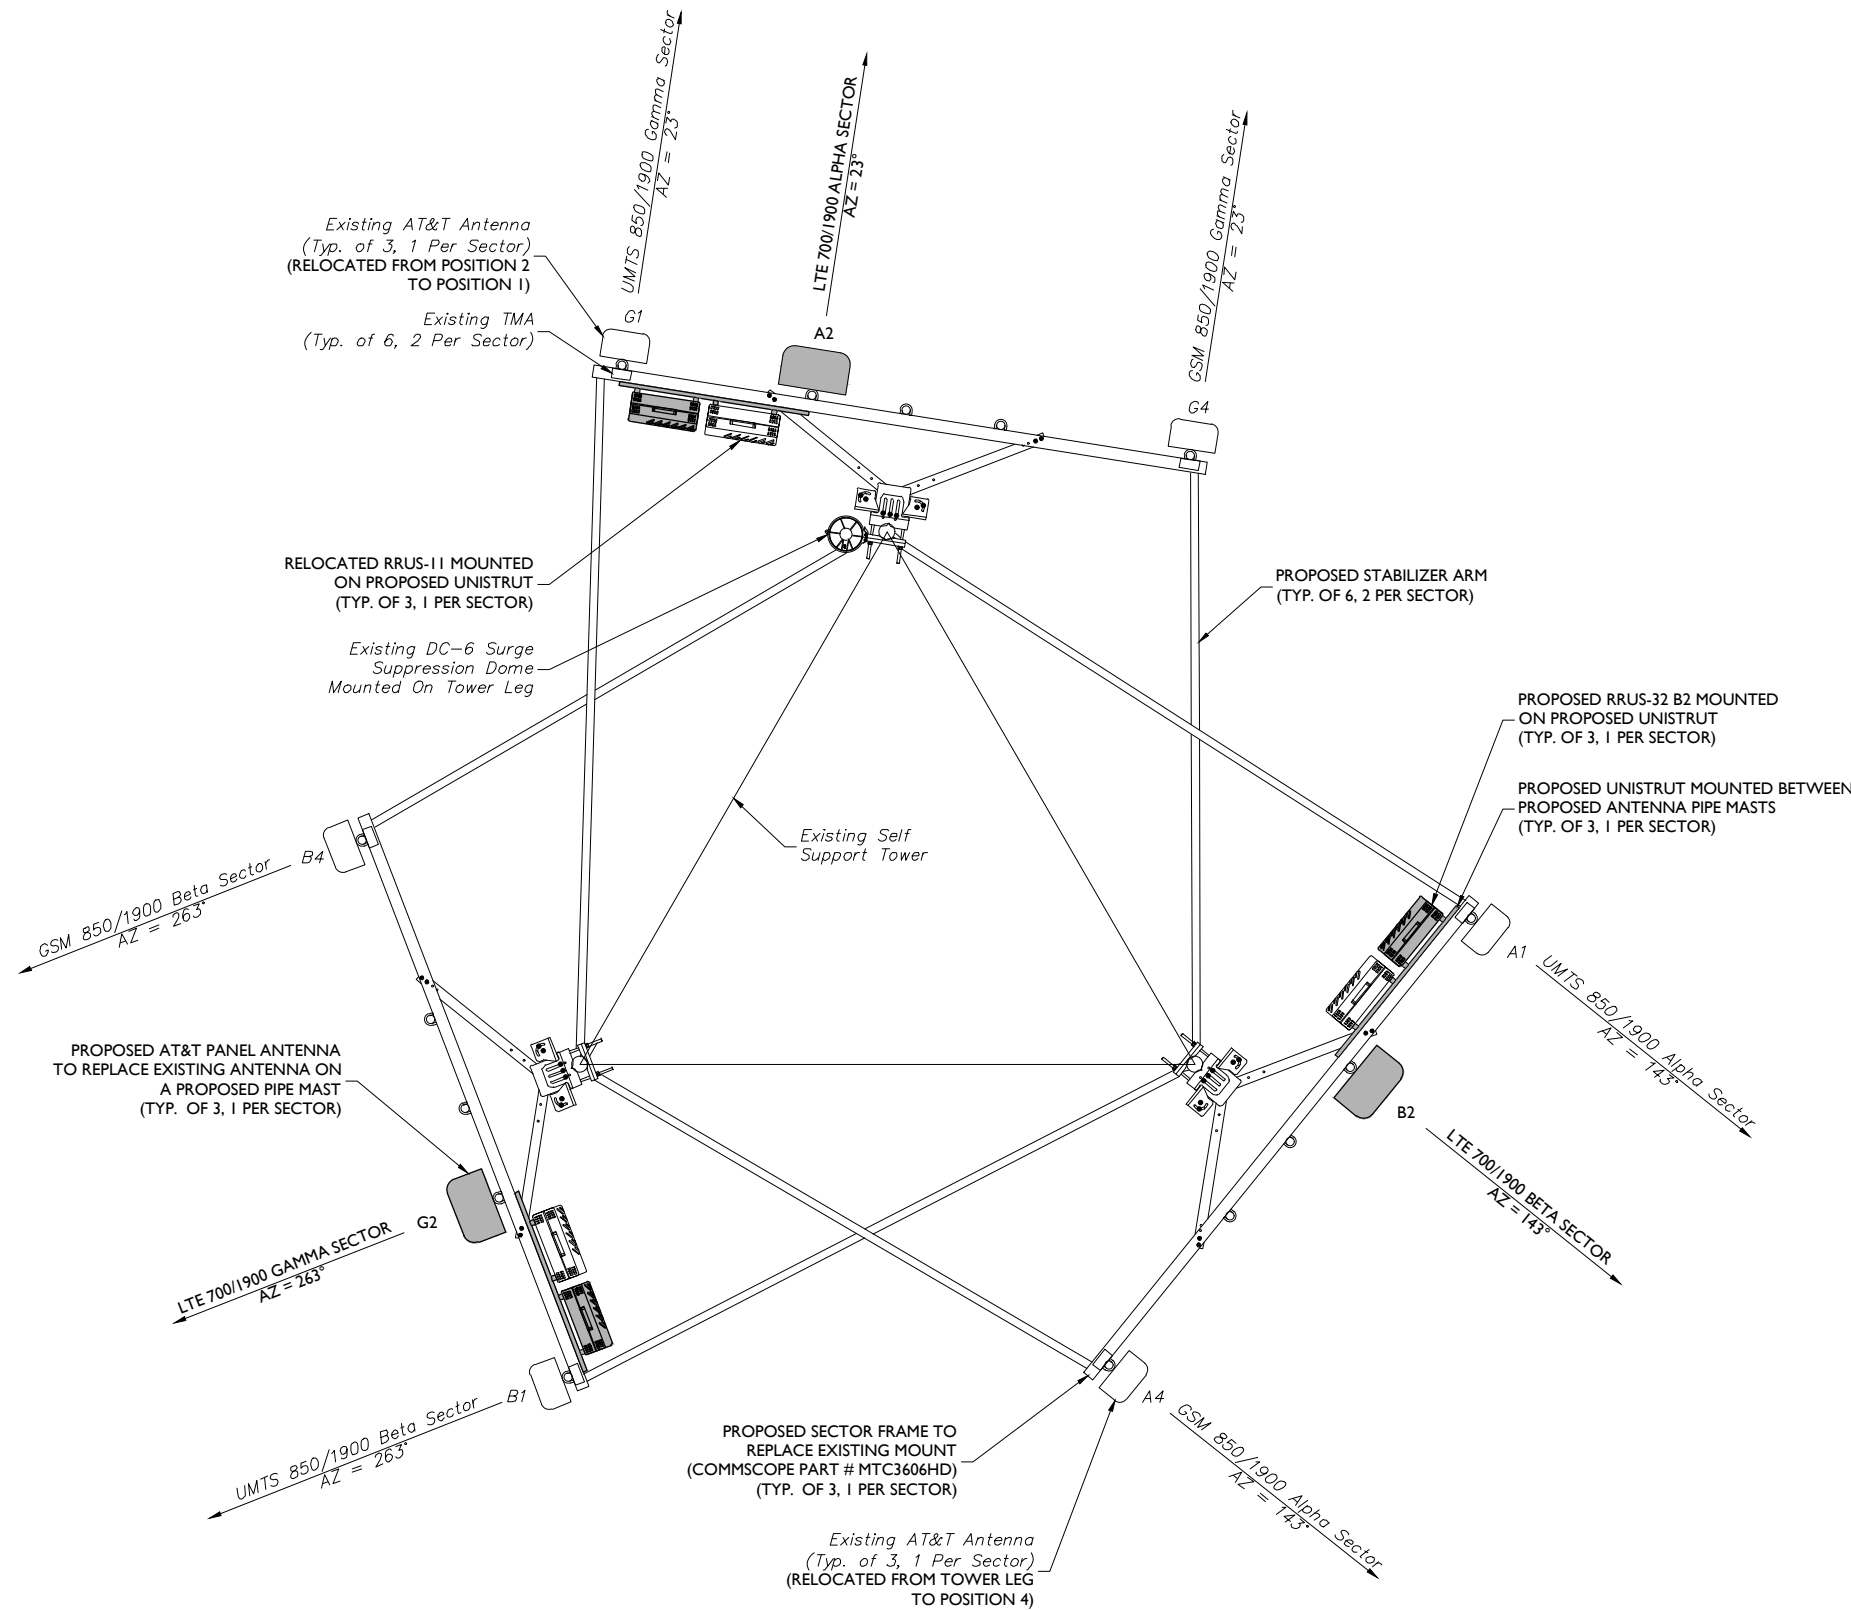 UMTS 850/1900 Gamma Sector
AZ = 23°
LTE 700/1900 ALPHA SECTOR
AZ = 23°
GSM 850/1900 Gamma Sector
AZ = 23°
Existing AT&T Antenna
(Typ. of 3, 1 Per Sector)
(RELOCATED FROM POSITION 2
TO POSITION 1)
Existing TMA
(Typ. of 6, 2 Per Sector)
G1
A2
G4
RELOCATED RRUS-11 MOUNTED
ON PROPOSED UNISTRUT
(TYP. OF 3, 1 PER SECTOR)
PROPOSED STABILIZER ARM
(TYP. OF 6, 2 PER SECTOR)
Existing DC-6 Surge
Suppression Dome
Mounted On Tower Leg
PROPOSED RRUS-32 B2 MOUNTED
ON PROPOSED UNISTRUT
(TYP. OF 3, 1 PER SECTOR)
PROPOSED UNISTRUT MOUNTED BETWEEN
PROPOSED ANTENNA PIPE MASTS
(TYP. OF 3, 1 PER SECTOR)
Existing Self
Support Tower
B4
GSM 850/1900 Beta Sector
AZ = 263°
A1
UMTS 850/1900 Alpha Sector
AZ = 143°
PROPOSED AT&T PANEL ANTENNA
TO REPLACE EXISTING ANTENNA ON
A PROPOSED PIPE MAST
(TYP. OF 3, 1 PER SECTOR)
B2
LTE 700/1900 BETA SECTOR
AZ = 143°
G2
LTE 700/1900 GAMMA SECTOR
AZ = 263°
B1
UMTS 850/1900 Beta Sector
AZ = 263°
A4
GSM 850/1900 Alpha Sector
AZ = 143°
PROPOSED SECTOR FRAME TO
REPLACE EXISTING MOUNT
(COMMSCOPE PART # MTC3606HD)
(TYP. OF 3, 1 PER SECTOR)
Existing AT&T Antenna
(Typ. of 3, 1 Per Sector)
(RELOCATED FROM TOWER LEG
TO POSITION 4)